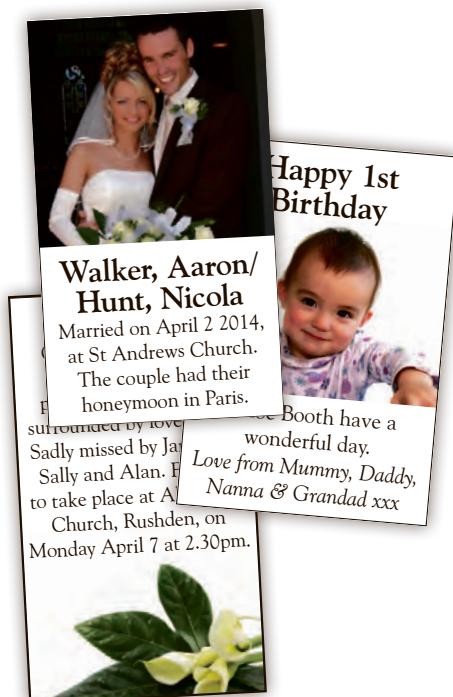 Walker, Aaron/
Hunt, Nicola
Married on April 2 2014,
at St Andrews Church.
The couple had their
honeymoon in Paris.
Happy 1st
Birthday
Booth have a
wonderful day.
Love from Mummy, Daddy,
Nanna & Grandad xxx
surrounded by
Sadly missed by
Sally and Alan.
to take place at
Church, Rushden, on
Monday April 7 at 2.30pm.